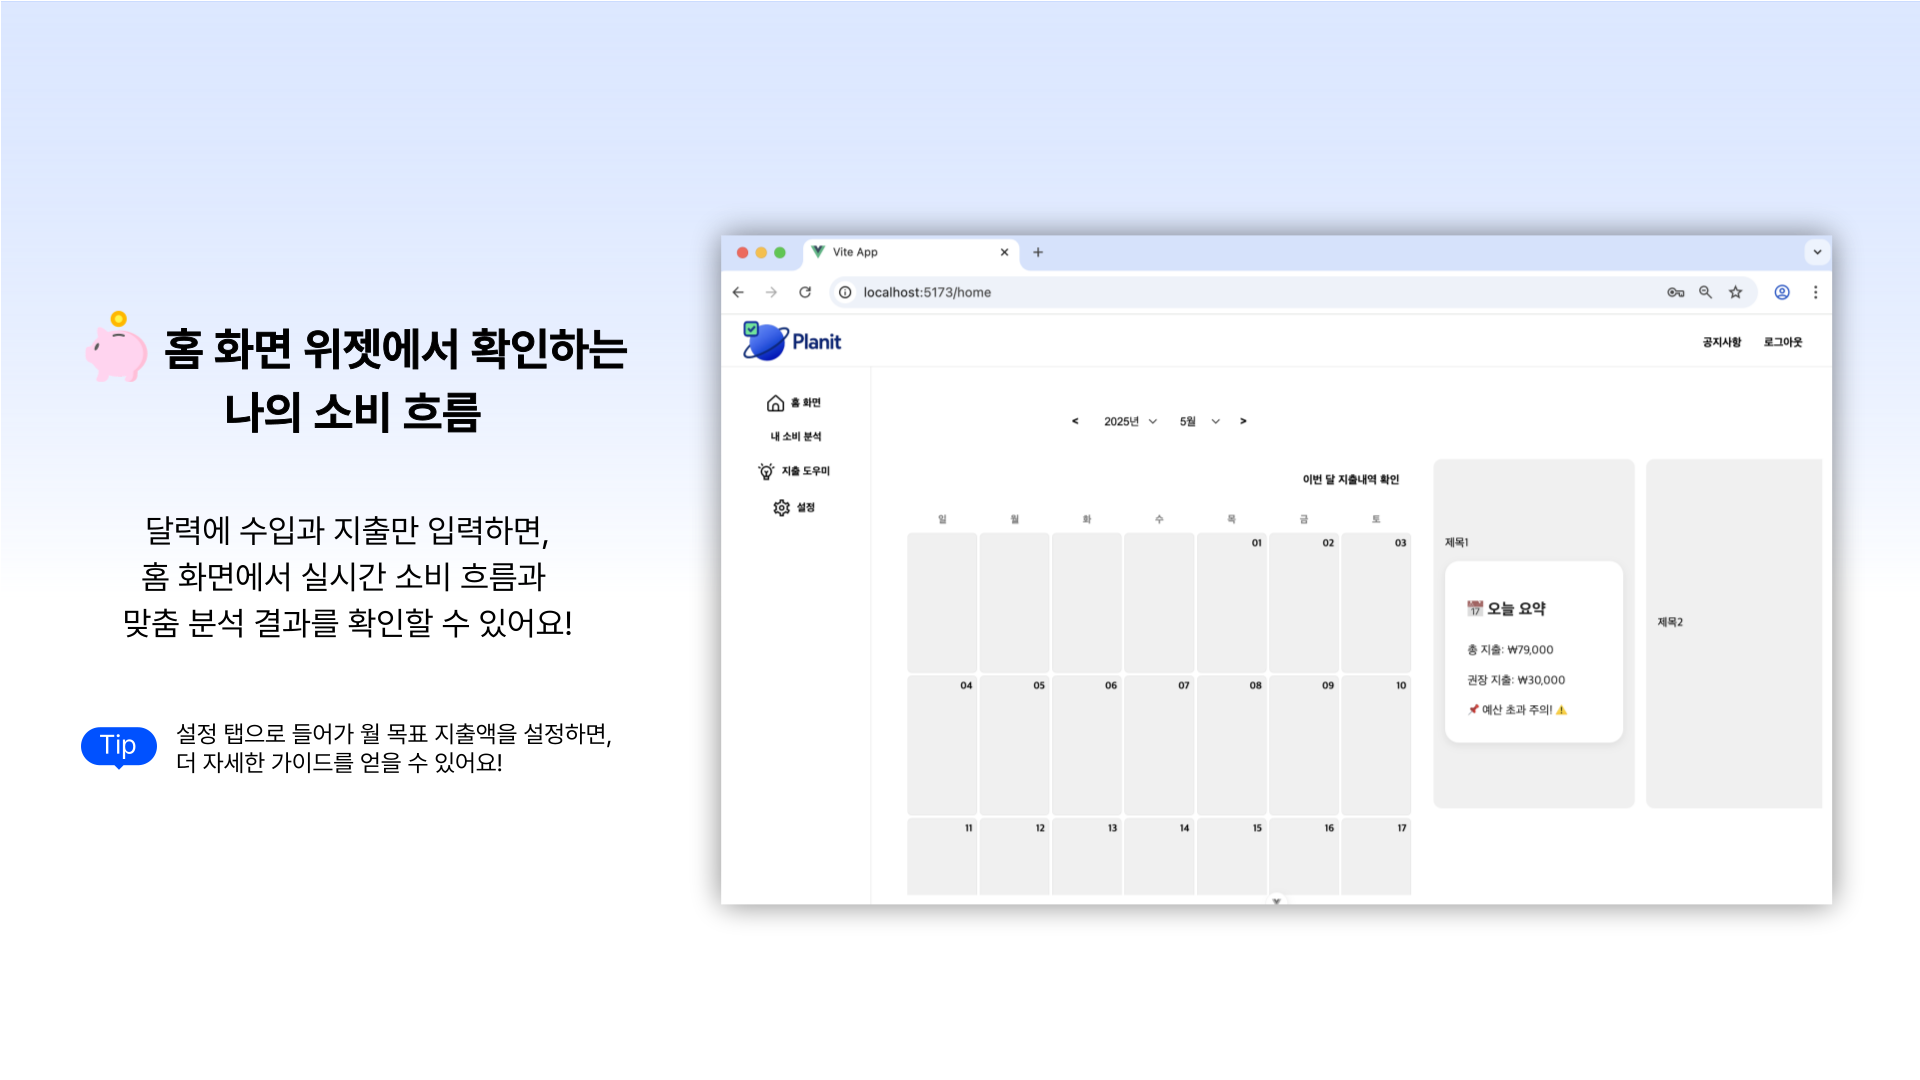 홈 화면 위젯에서 확인하는
나의 소비 흐름
달력에 수입과 지출만 입력하면,
홈 화면에서 실시간 소비 흐름과
맞춤 분석 결과를 확인할 수 있어요!
Tip
설정 탭으로 들어가 월 목표 지출액을 설정하면,
더 자세한 가이드를 얻을 수 있어요!
Vite App
localhost:5173/home
Planit
공지사항 로그아웃
홈 화면
내 소비 분석
지출 도우미
설정
< 2025년 5월 >
이번 달 지출내역 확인
일 월 화 수 목 금 토
01 02 03
04 05 06 07 08 09 10
11 12 13 14 15 16 17
제목1
17 오늘 요약
총 지출: ₩79,000
권장 지출: ₩30,000
예산 초과 주의!
제목2